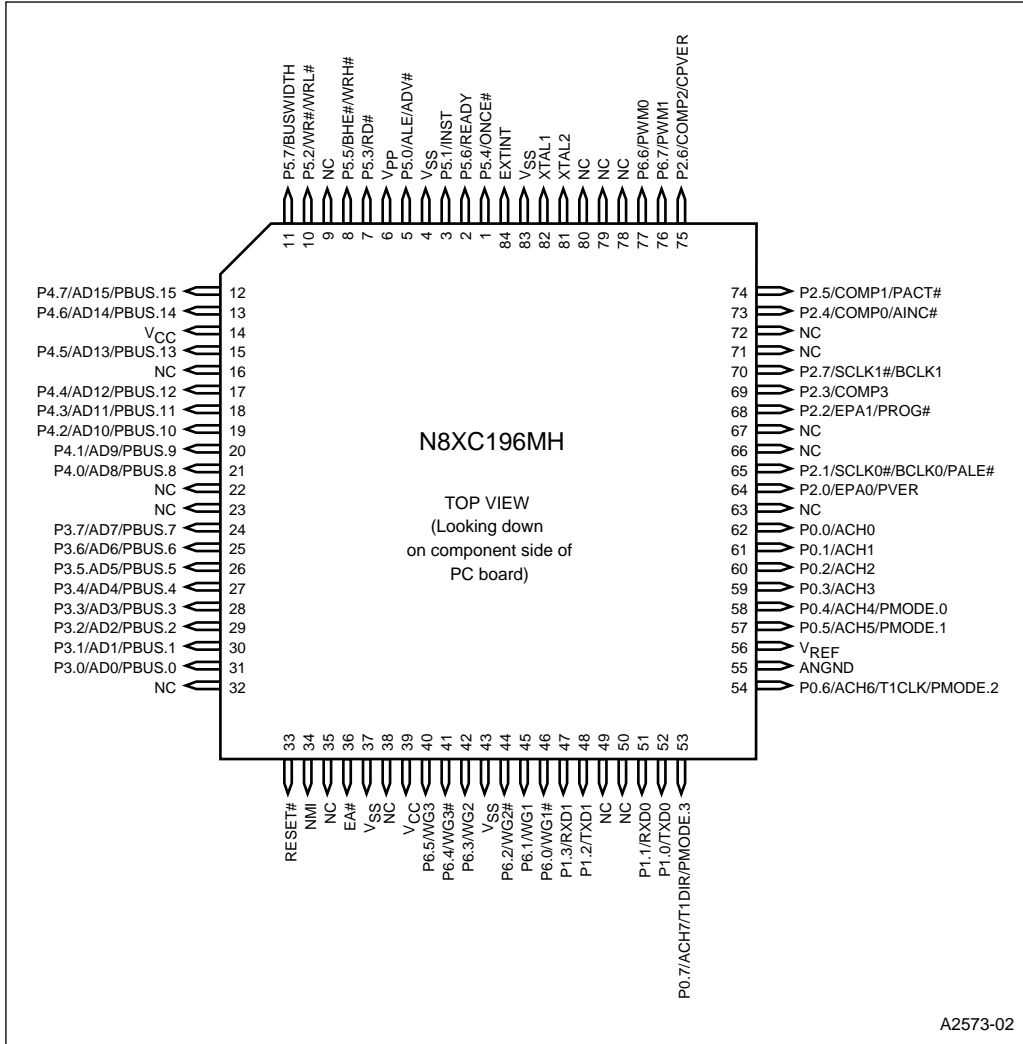 P5.7/BUSWIDTH
P5.2/WR#/WRL#
NC
P5.5/BHE#/WRH#
P5.3/RD#
VPP
P5.0/ALE/ADV#
VSS
P5.1/INST
P5.6/READY
P5.4/ONCE#
EXTINT
VSS
XTAL1
XTAL2
NC
NC
NC
P6.6/PWM0
P6.7/PWM1
P2.6/COMP2/CPVER
11
10
9
8
7
6
5
4
3
2
1
84
83
82
81
80
79
78
77
76
75
P4.7/AD15/PBUS.15 12
P4.6/AD14/PBUS.14 13
VCC 14
P4.5/AD13/PBUS.13 15
NC 16
P4.4/AD12/PBUS.12 17
P4.3/AD11/PBUS.11 18
P4.2/AD10/PBUS.10 19
P4.1/AD9/PBUS.9 20
P4.0/AD8/PBUS.8 21
NC 22
NC 23
P3.7/AD7/PBUS.7 24
P3.6/AD6/PBUS.6 25
P3.5.AD5/PBUS.5 26
P3.4/AD4/PBUS.4 27
P3.3/AD3/PBUS.3 28
P3.2/AD2/PBUS.2 29
P3.1/AD1/PBUS.1 30
P3.0/AD0/PBUS.0 31
NC 32
N8XC196MH
TOP VIEW
(Looking down
on component side of
PC board)
74 P2.5/COMP1/PACT#
73 P2.4/COMP0/AINC#
72 NC
71 NC
70 P2.7/SCLK1#/BCLK1
69 P2.3/COMP3
68 P2.2/EPA1/PROG#
67 NC
66 NC
65 P2.1/SCLK0#/BCLK0/PALE#
64 P2.0/EPA0/PVER
63 NC
62 P0.0/ACH0
61 P0.1/ACH1
60 P0.2/ACH2
59 P0.3/ACH3
58 P0.4/ACH4/PMODE.0
57 P0.5/ACH5/PMODE.1
56 VREF
55 ANGND
54 P0.6/ACH6/T1CLK/PMODE.2
33
34
35
36
37
38
39
40
41
42
43
44
45
46
47
48
49
50
51
52
53
RESET#
NMI
NC
EA#
VSS
NC
VCC
P6.5/WG3
P6.4/WG3#
P6.3/WG2
VSS
P6.2/WG2#
P6.1/WG1
P6.0/WG1#
P1.3/RXD1
P1.2/TXD1
NC
NC
P1.1/RXD0
P1.0/TXD0
P0.7/ACH7/T1DIR/PMODE.3
A2573-02